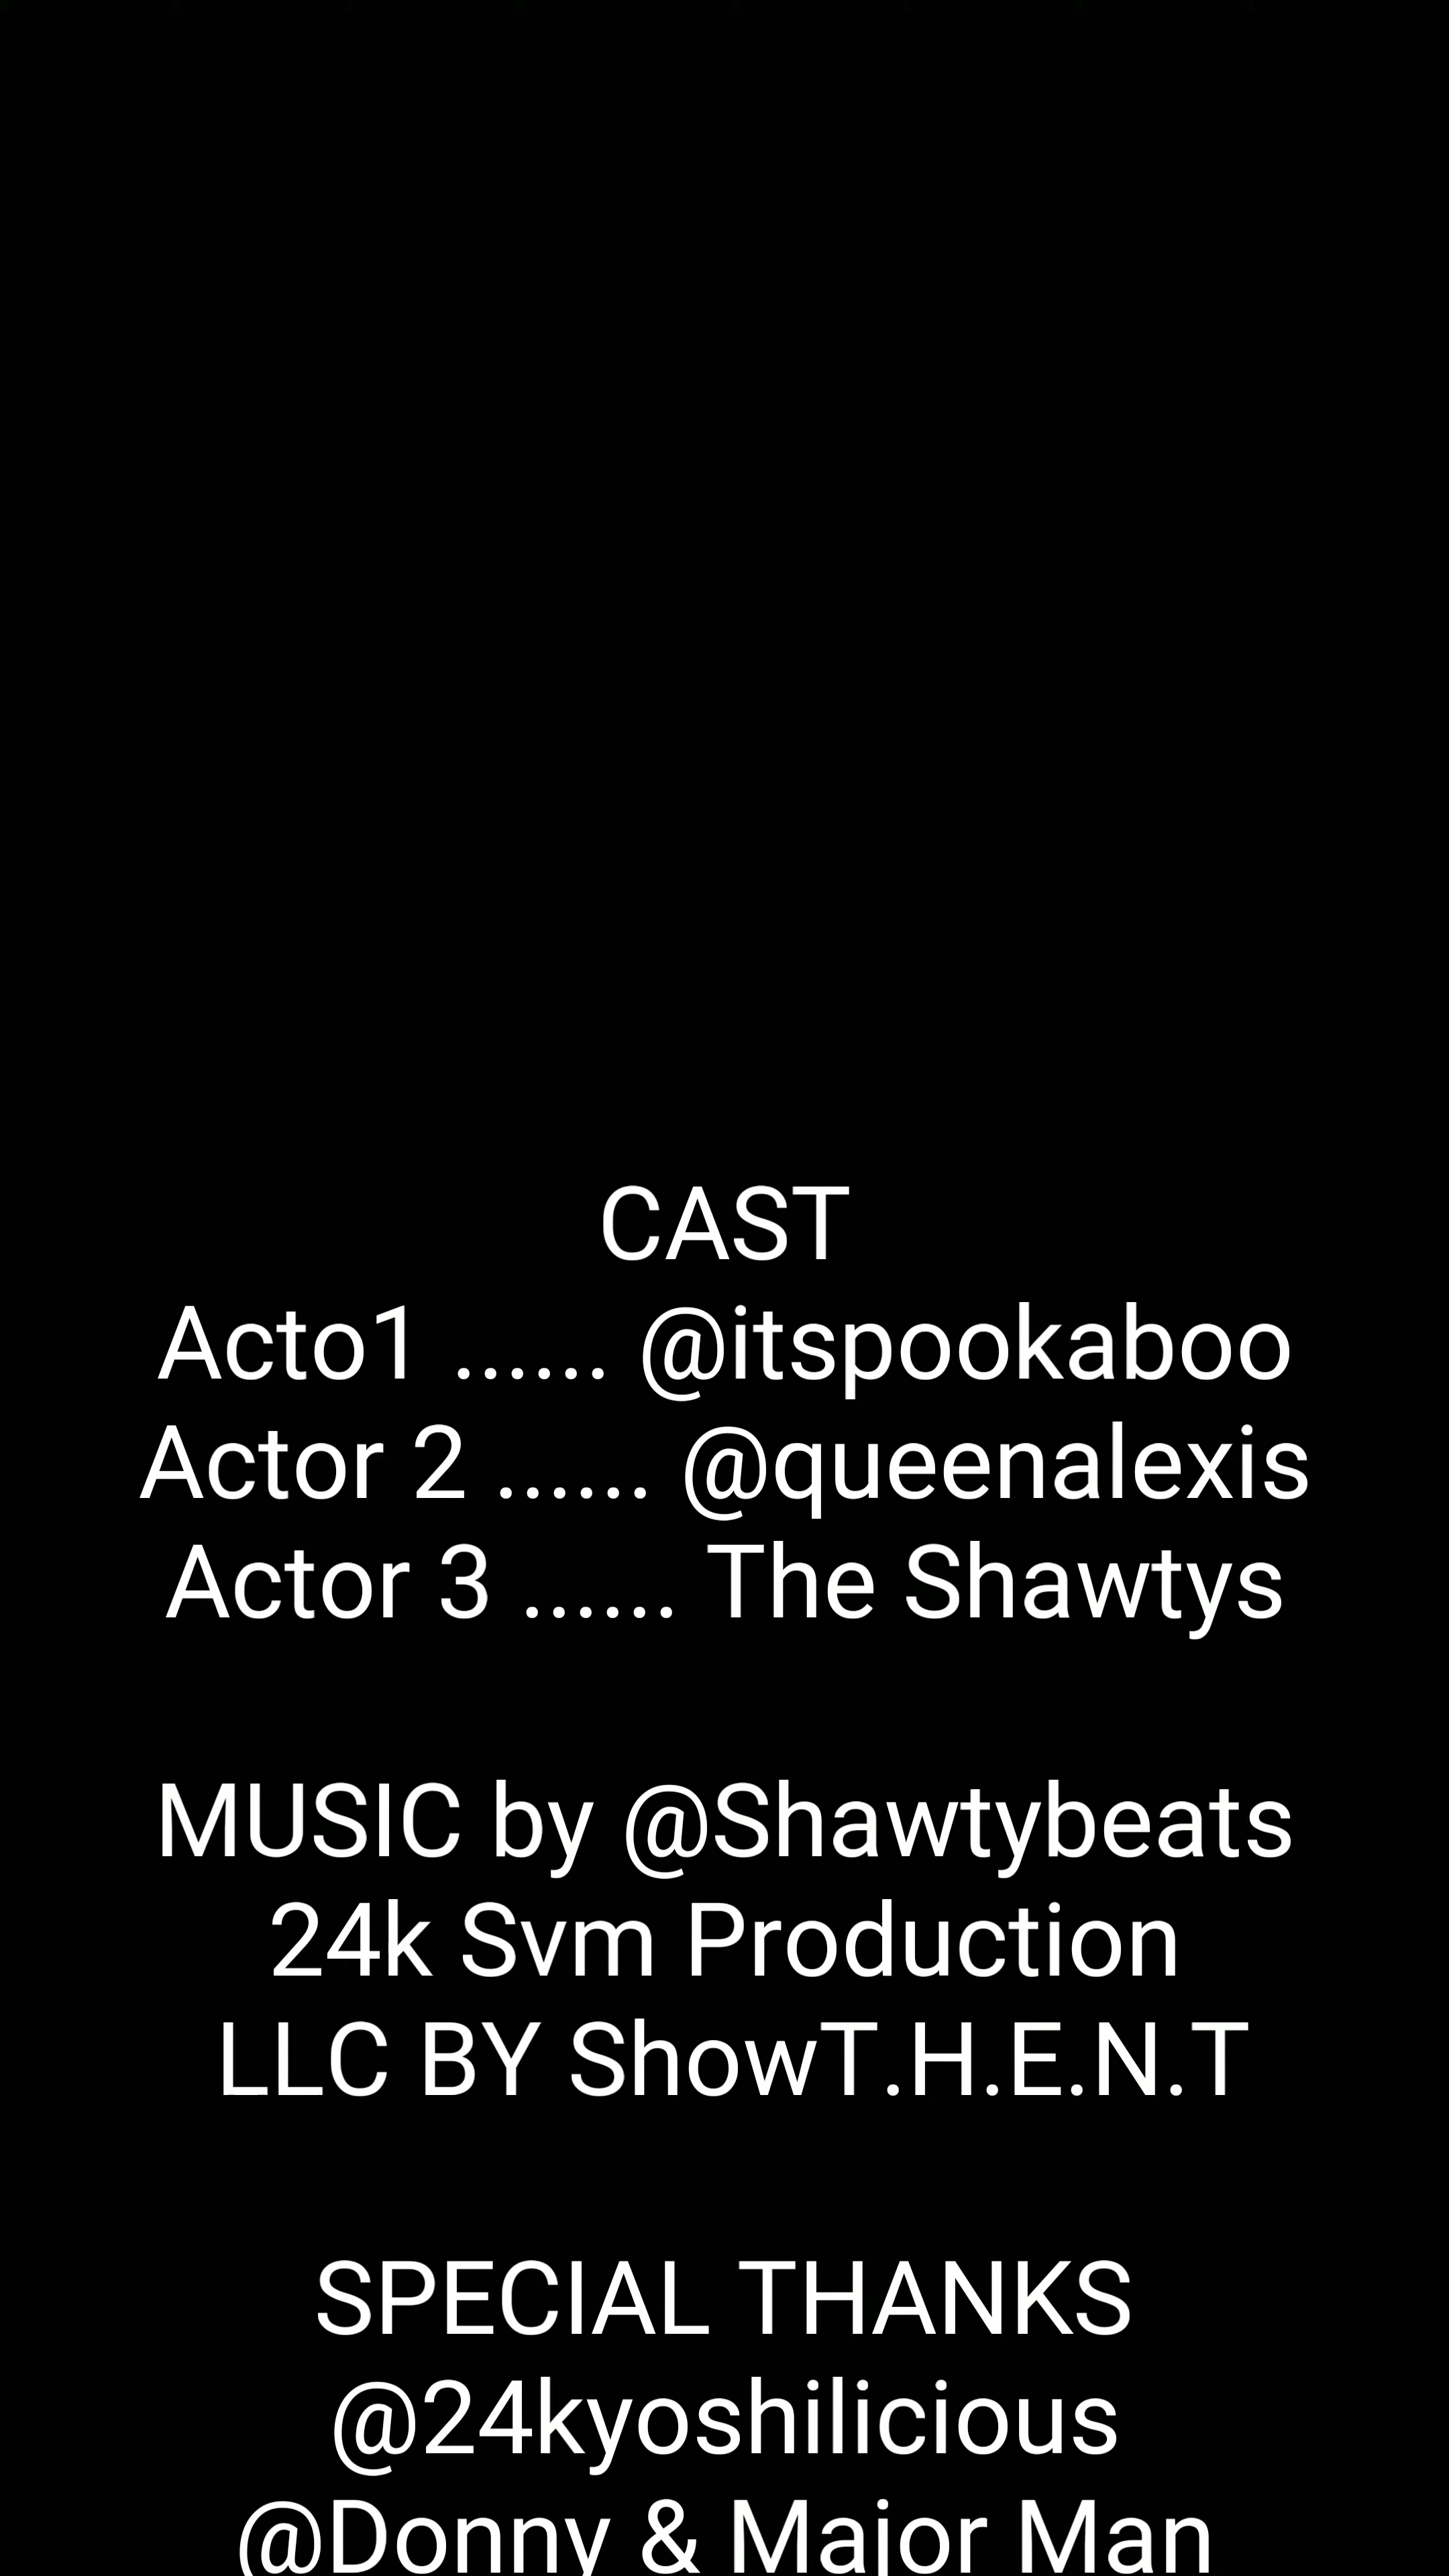 CAST
Acto1 ...... @itspookaboo
Actor 2 ...... @queenalexis
Actor 3 ...... The Shawtys
MUSIC by @Shawtybeats
24k Svm Production
LLC BY ShowT.H.E.N.T
SPECIAL THANKS
@24kyoshilicious
@Donny & Major Man